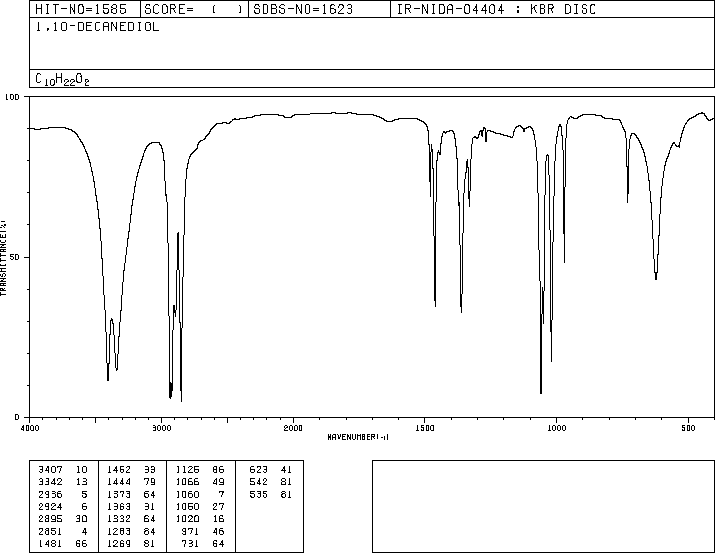 HIT-NO=1585 SCORE= ( ) SDBS-NO=1623 IR-NIDA-04404 : KBR DISC
1,10-DECANEDIOL
C10H22O2
100
TRANSMITTANCE(%)
50
0
4000 3000 2000 1500 1000 500
WAVENUMBER(-1)
3407 10 1462 33 1126 86 623 41
3342 13 1444 79 1066 49 542 81
2936 5 1373 64 1060 7 535 81
2924 6 1363 31 1050 27
2895 30 1332 64 1020 16
2851 4 1283 84 971 46
1481 66 1269 81 731 64